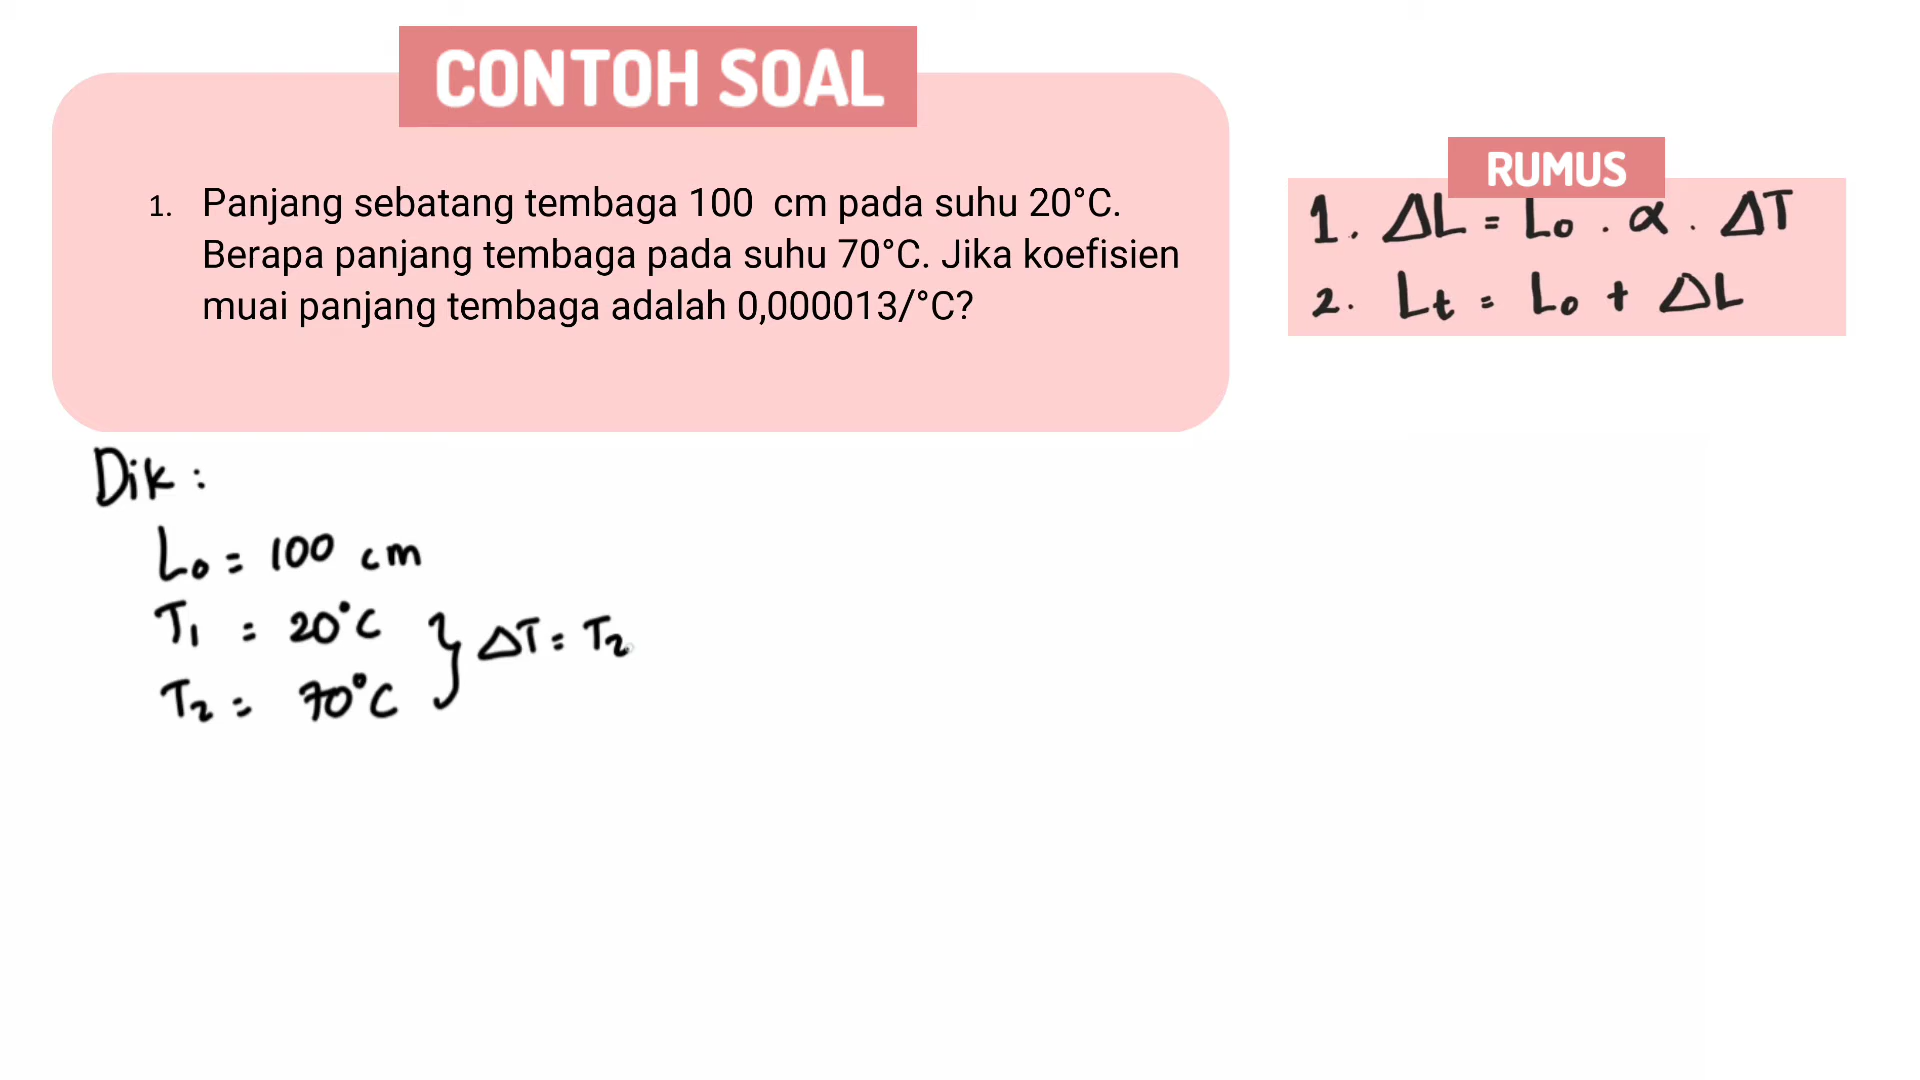 CONTOH SOAL
1. Panjang sebatang tembaga 100 cm pada suhu 20°C.
Berapa panjang tembaga pada suhu 70°C. Jika koefisien
muai panjang tembaga adalah 0,000013/°C?
RUMUS
1. ΔL = Lo . α . ΔT
2. Lt = Lo + ΔL
Dik :
Lo = 100 cm
T1 = 20°C
T2 = 70°C
} ΔT = T2